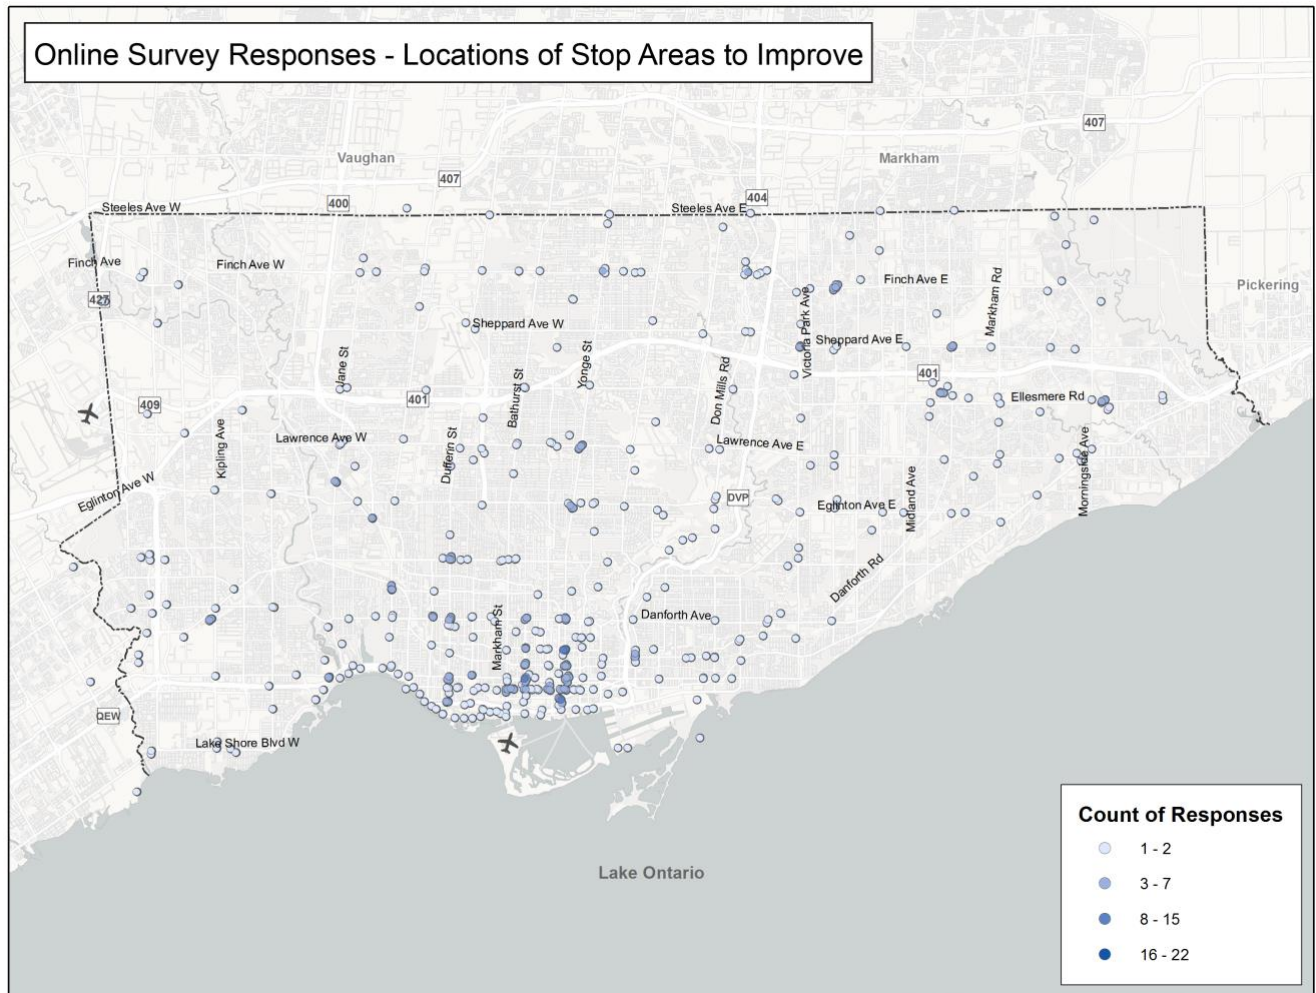 Online Survey Responses - Locations of Stop Areas to Improve
407
Vaughan
Markham
407
404
400
Steeles Ave W
Steeles Ave E
Finch Ave
Finch Ave W
Finch Ave E
Pickering
427
Markham Rd
Sheppard Ave W
Victoria Park Ave
Sheppard Ave E
Jane St
Yonge St
401
Bathurst St
Don Mills Rd
401
Ellesmere Rd
409
Kipling Ave
Lawrence Ave W
Dufferin St
Lawrence Ave E
Morningside Ave
Eglinton Ave W
DVP
Eglinton Ave E
Midland Ave
Danforth Rd
Markham St
Danforth Ave
QEW
Lake Shore Blvd W
Lake Ontario
Count of Responses
1 - 2
3 - 7
8 - 15
16 - 22